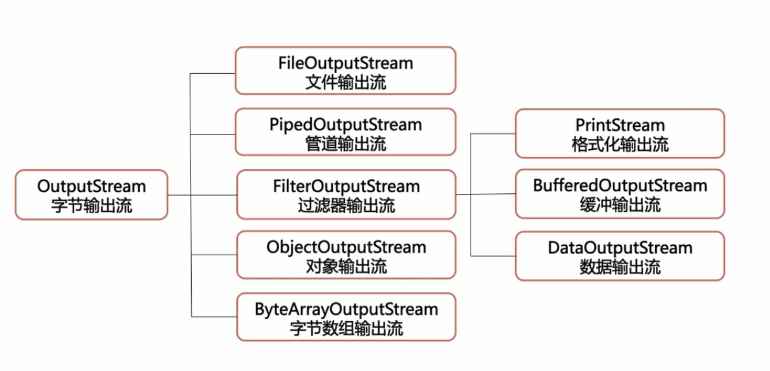 OutputStream
字节输出流
FileOutputStream
文件输出流
PipedOutputStream
管道输出流
FilterOutputStream
过滤器输出流
ObjectOutputStream
对象输出流
ByteArrayOutputStream
字节数组输出流
PrintStream
格式化输出流
BufferedOutputStream
缓冲输出流
DataOutputStream
数据输出流